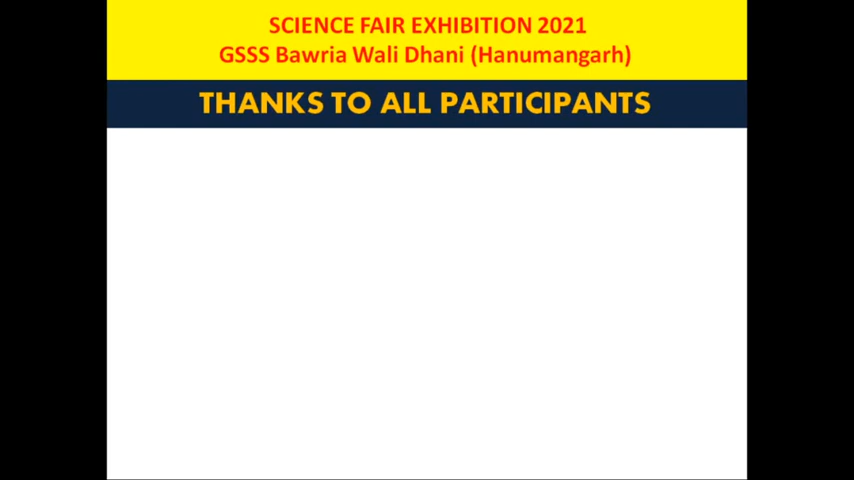 SCIENCE FAIR EXHIBITION 2021
GSSS Bawria Wali Dhani (Hanumangarh)
THANKS TO ALL PARTICIPANTS